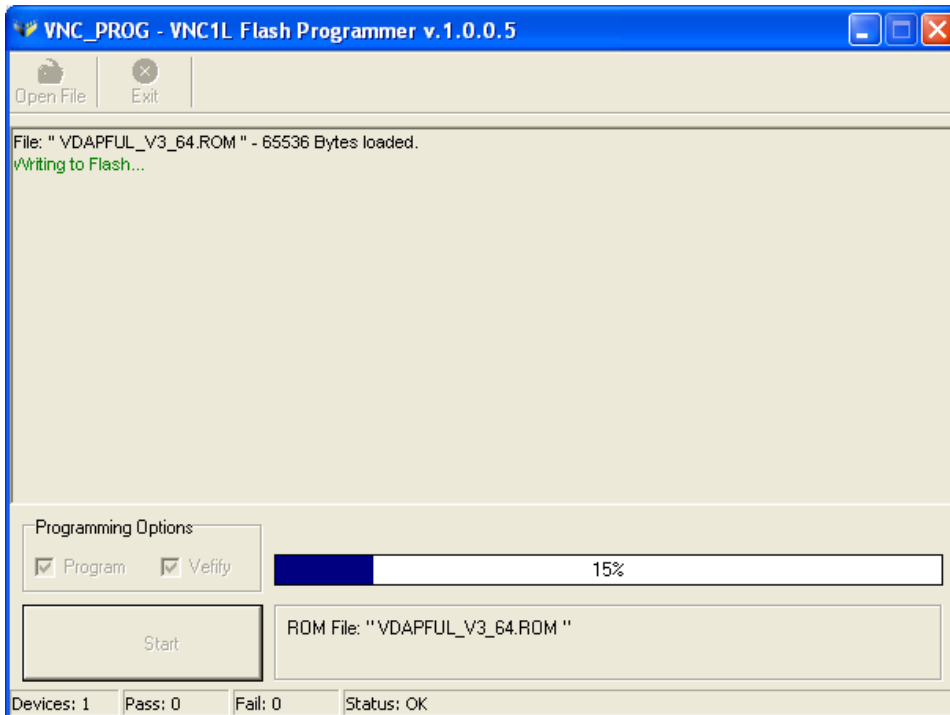 VNC_PROG - VNC1L Flash Programmer v.1.0.0.5
Open File Exit
File: " VDAPFUL_V3_64.ROM " - 65536 Bytes loaded.
Writing to Flash...
Programming Options
Program Vefify
15%
Start
ROM File: " VDAPFUL_V3_64.ROM "
Devices: 1 Pass: 0 Fail: 0 Status: OK